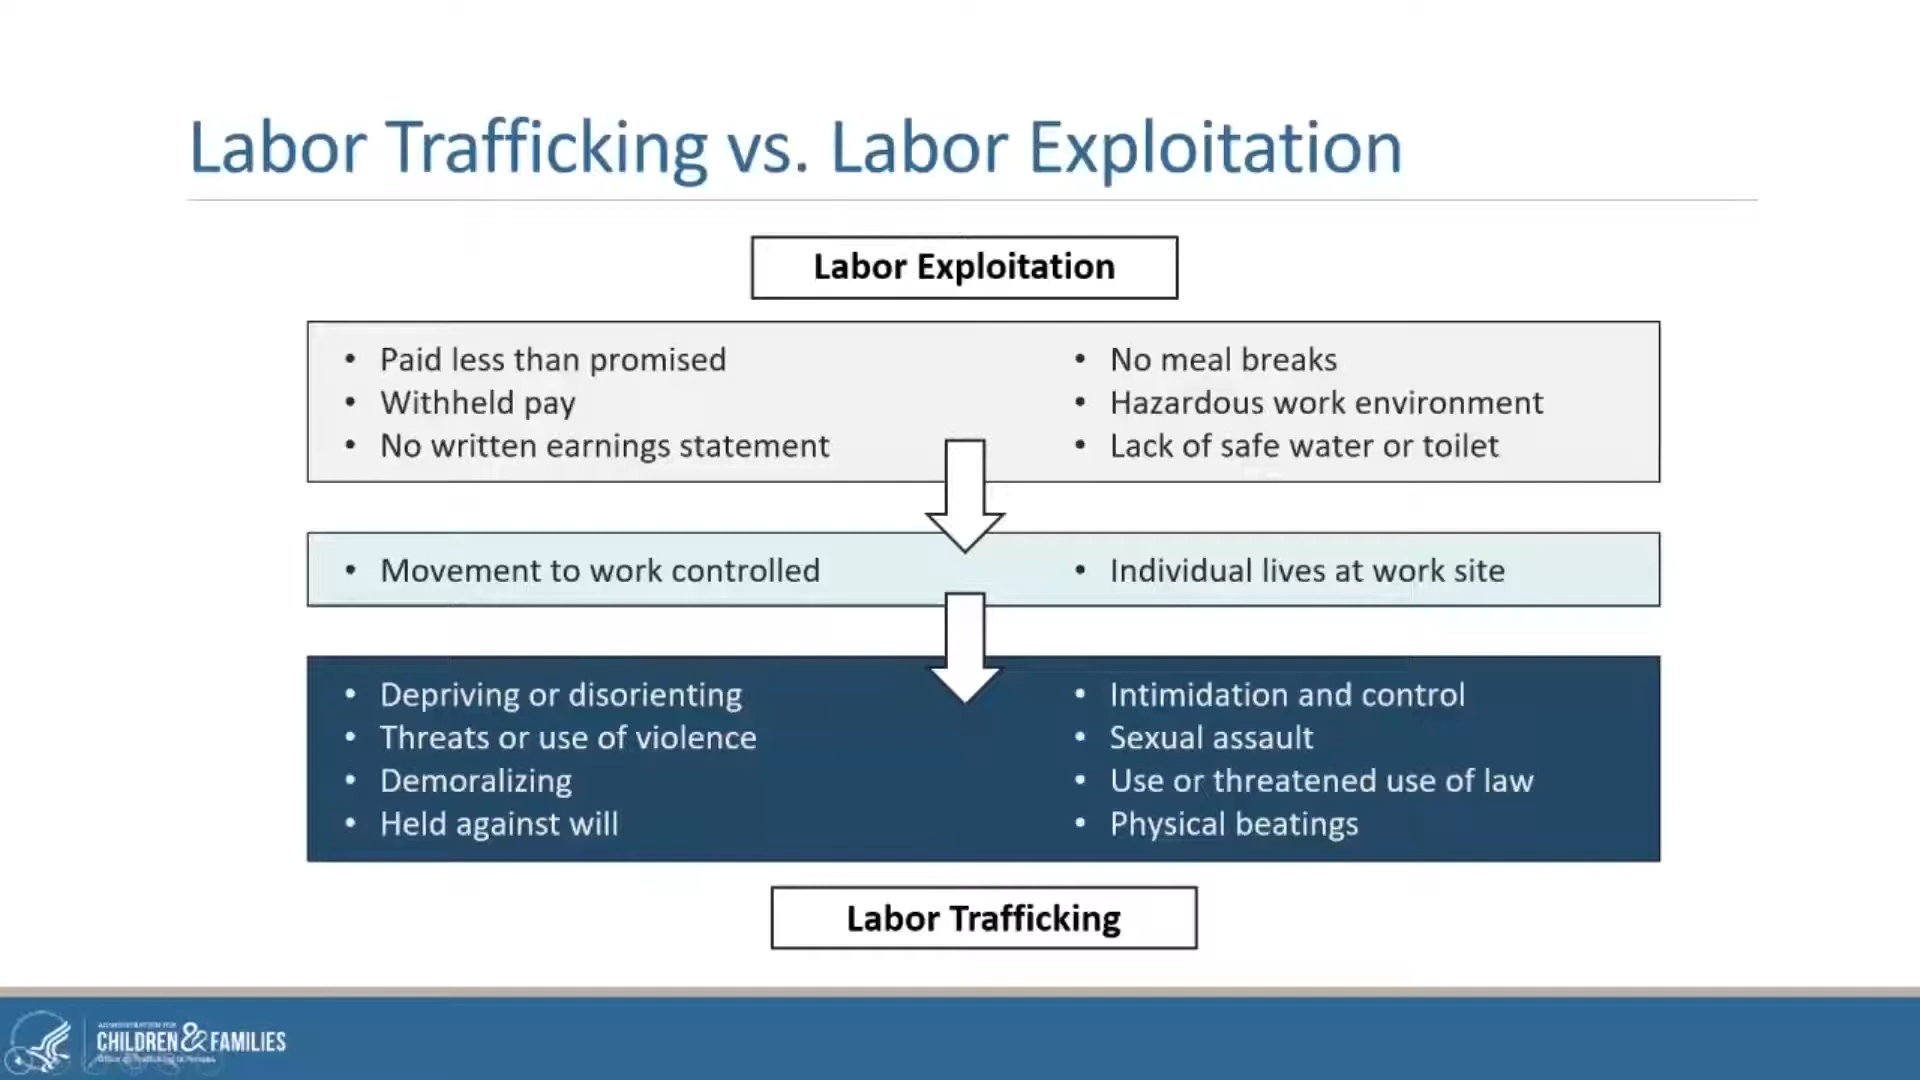 Labor Trafficking vs. Labor Exploitation
Labor Exploitation
• Paid less than promised
• Withheld pay
• No written earnings statement
• No meal breaks
• Hazardous work environment
• Lack of safe water or toilet
• Movement to work controlled
• Individual lives at work site
• Depriving or disorienting
• Threats or use of violence
• Demoralizing
• Held against will
• Intimidation and control
• Sexual assault
• Use or threatened use of law
• Physical beatings
Labor Trafficking
ADMINISTRATION FOR
CHILDREN & FAMILIES